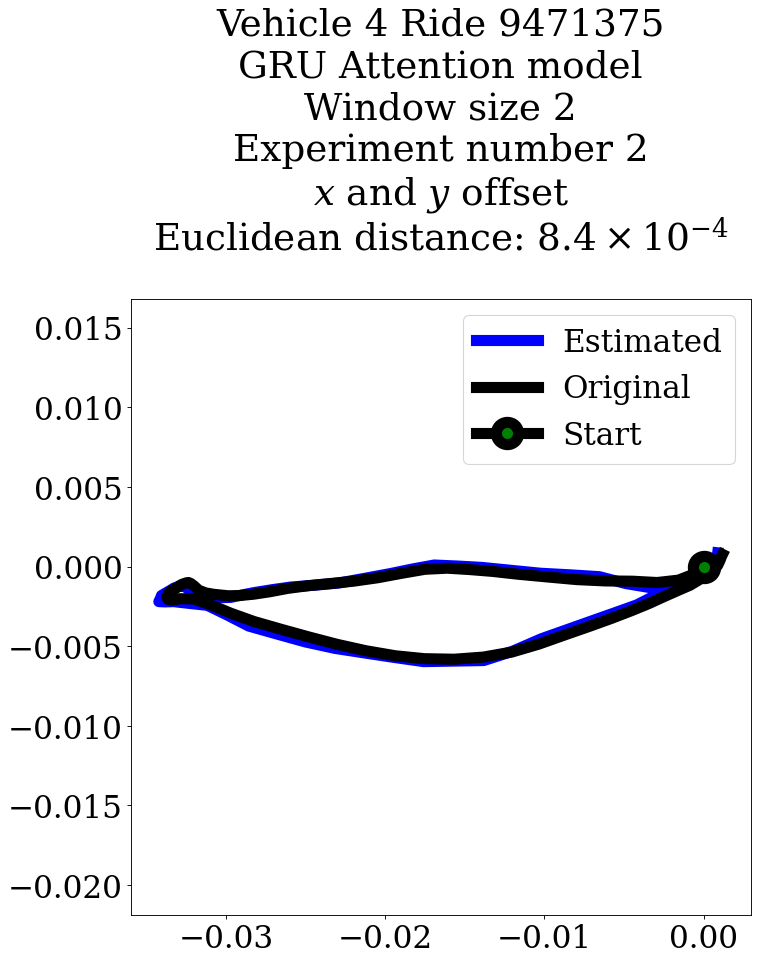 Vehicle 4 Ride 9471375
GRU Attention model
Window size 2
Experiment number 2
x and y offset
Euclidean distance: 8.4 × 10⁻⁴
Estimated
Original
Start
0.015
0.010
0.005
0.000
−0.005
−0.010
−0.015
−0.020
−0.03 −0.02 −0.01 0.00